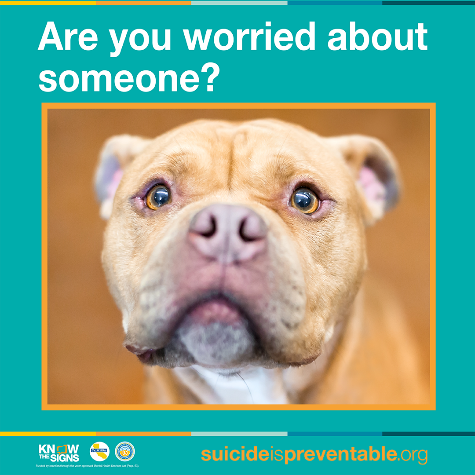 Are you worried about
someone?
KNOW
THE SIGNS
suicideispreventable.org